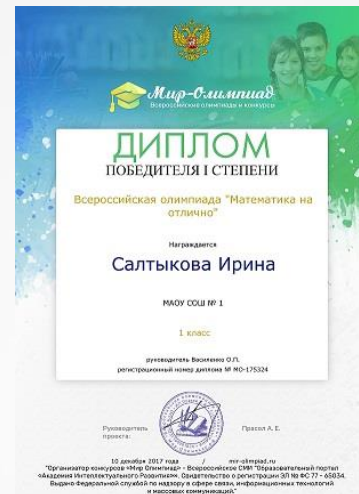 Мир-Олимпиад
Всероссийские олимпиады и конкурсы
ДИПЛОМ
ПОБЕДИТЕЛЯ I СТЕПЕНИ
Всероссийская олимпиада "Математика на
отлично"
Награждается
Салтыкова Ирина
МАОУ СОШ № 1
1 класс
руководитель Василенко О.П.
регистрационный номер диплома № МО-175324
Руководитель
проекта:
Прасол А. Е.
10 декабря 2017 года / mir-olimpiad.ru
"Организатор конкурсов «Мир Олимпиад» - Всероссийское СМИ "Образовательный портал
«Академия Интеллектуального Развития». Свидетельство о регистрации ЭЛ № ФС 77 - 65034.
Выдано Федеральной службой по надзору в сфере связи, информационных технологий
и массовых коммуникаций."